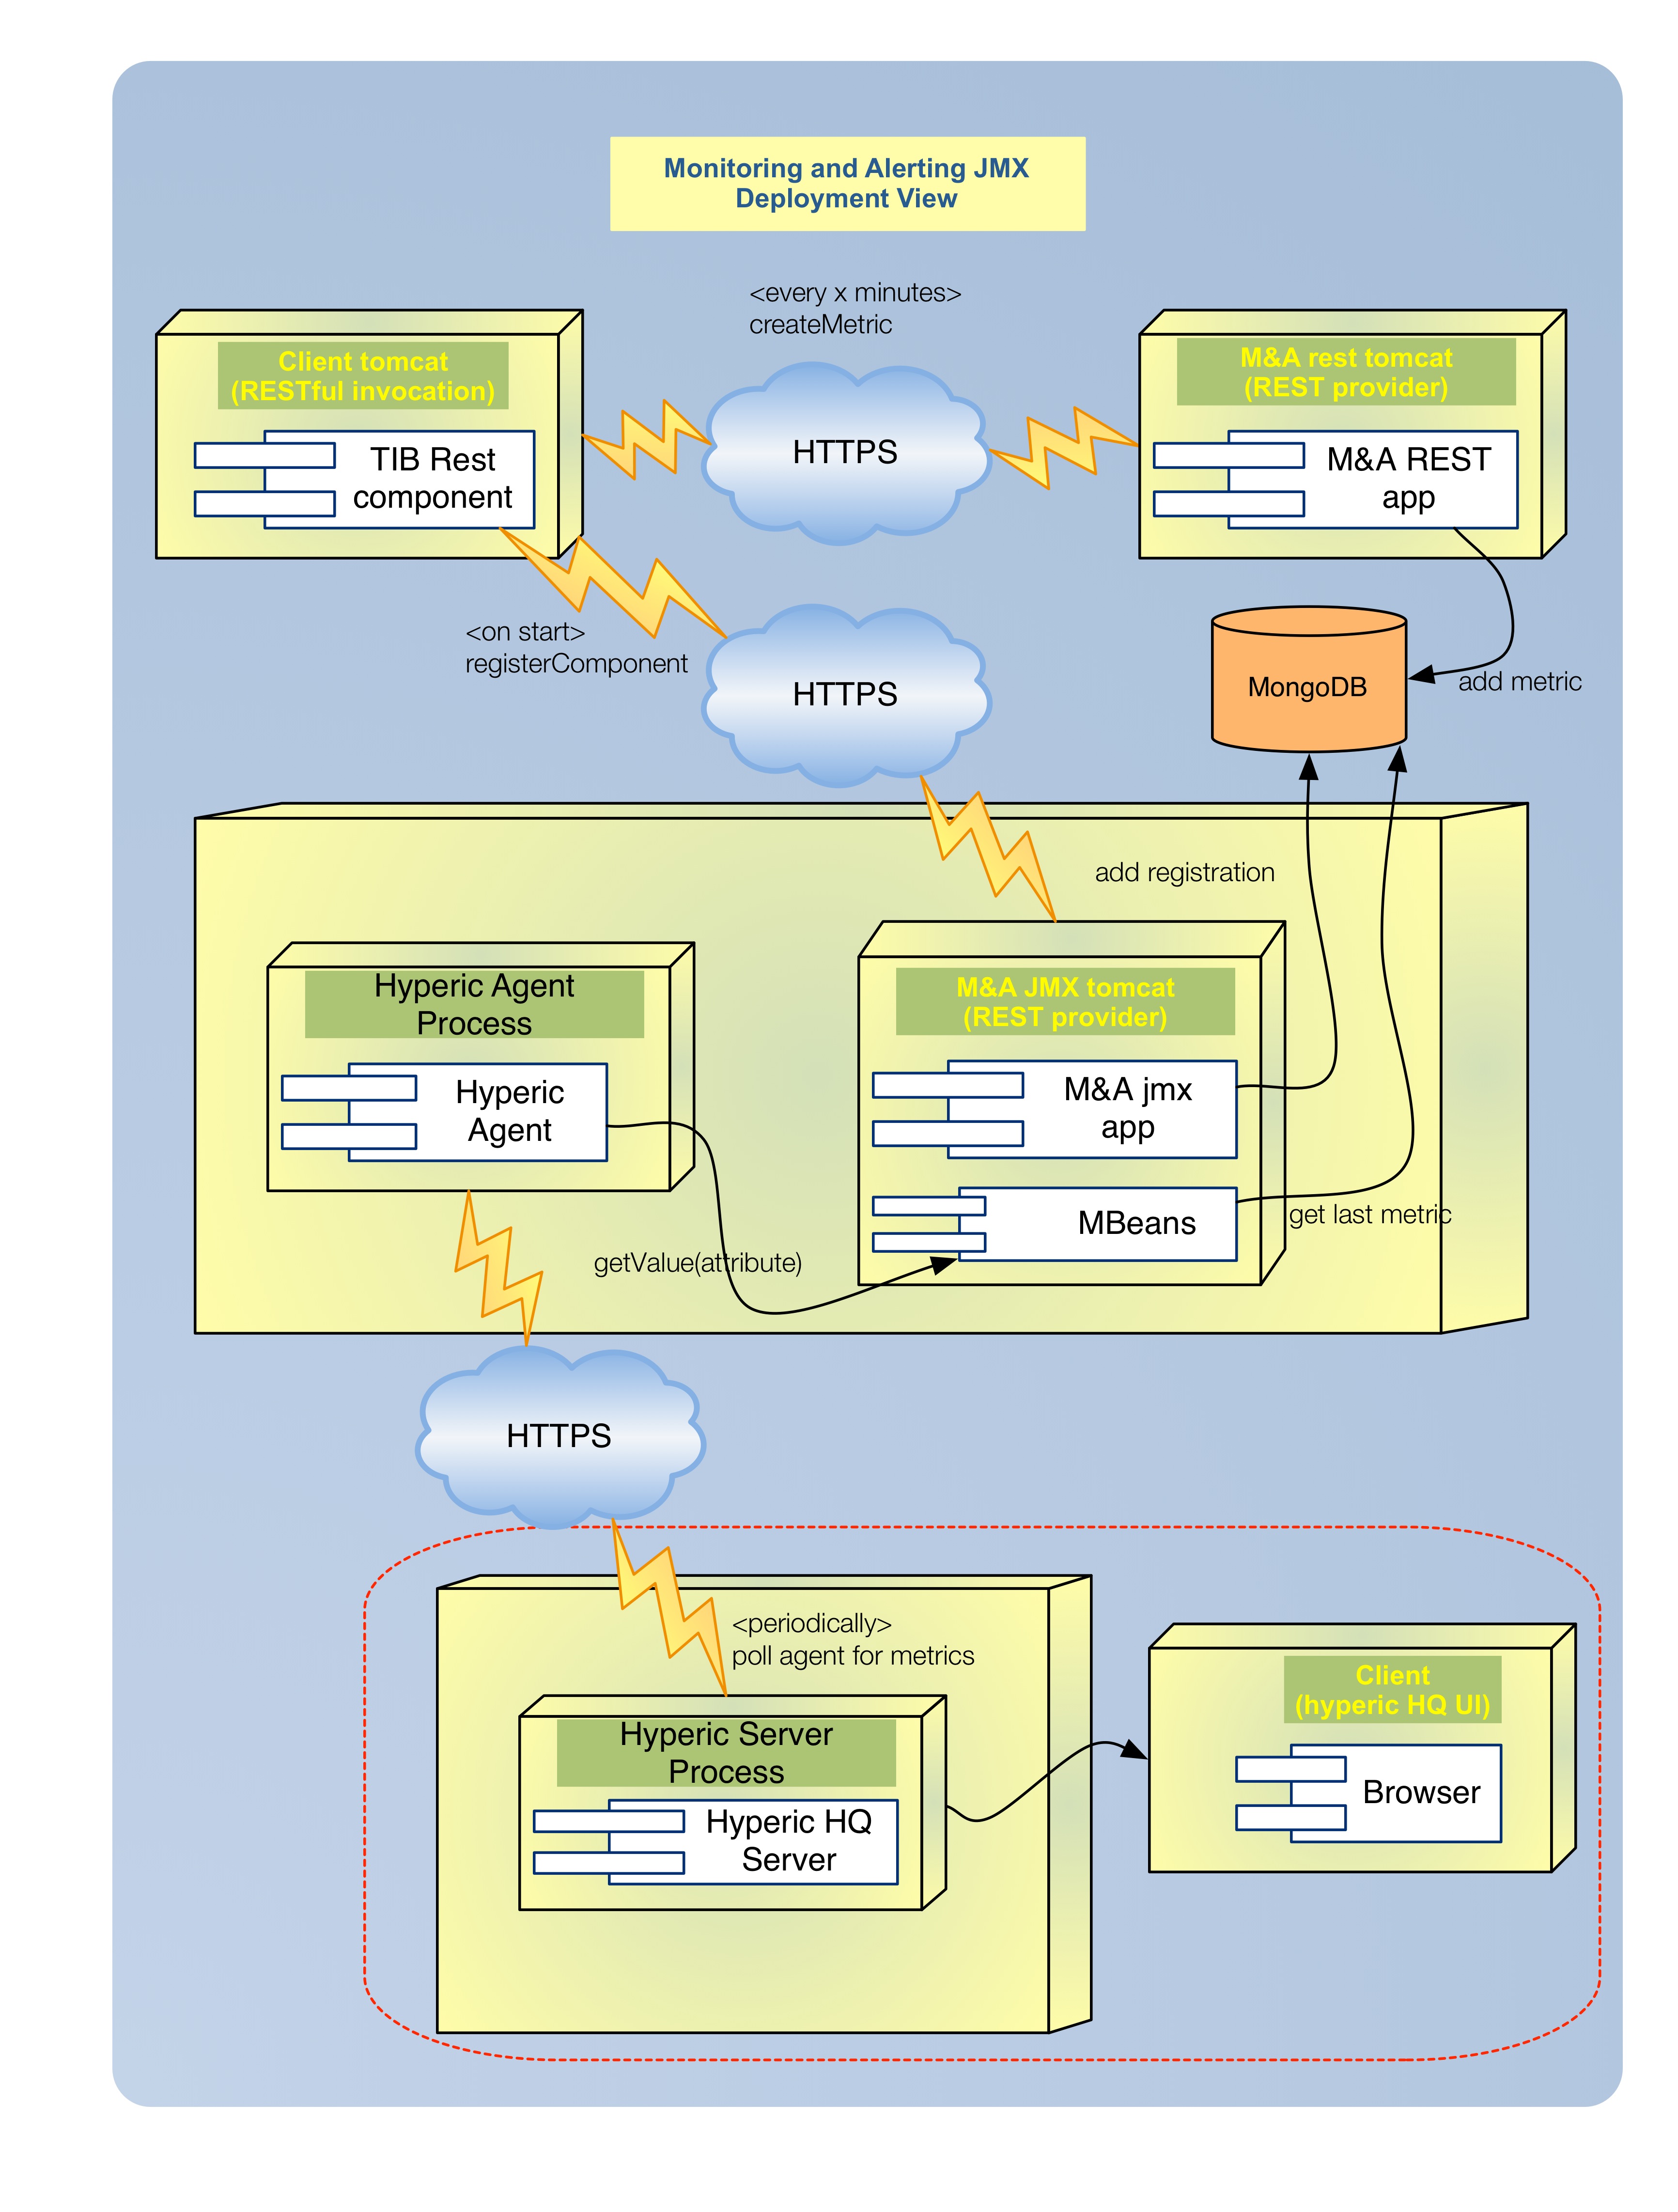 Monitoring and Alerting JMX
Deployment View
<every x minutes>
createMetric
Client tomcat
(RESTful invocation)
TIB Rest
component
HTTPS
M&A rest tomcat
(REST provider)
M&A REST
app
<on start>
registerComponent
HTTPS
MongoDB
add metric
add registration
Hyperic Agent
Process
Hyperic
Agent
M&A JMX tomcat
(REST provider)
M&A jmx
app
MBeans
get last metric
getValue(attribute)
HTTPS
<periodically>
poll agent for metrics
Hyperic Server
Process
Hyperic HQ
Server
Client
(hyperic HQ UI)
Browser